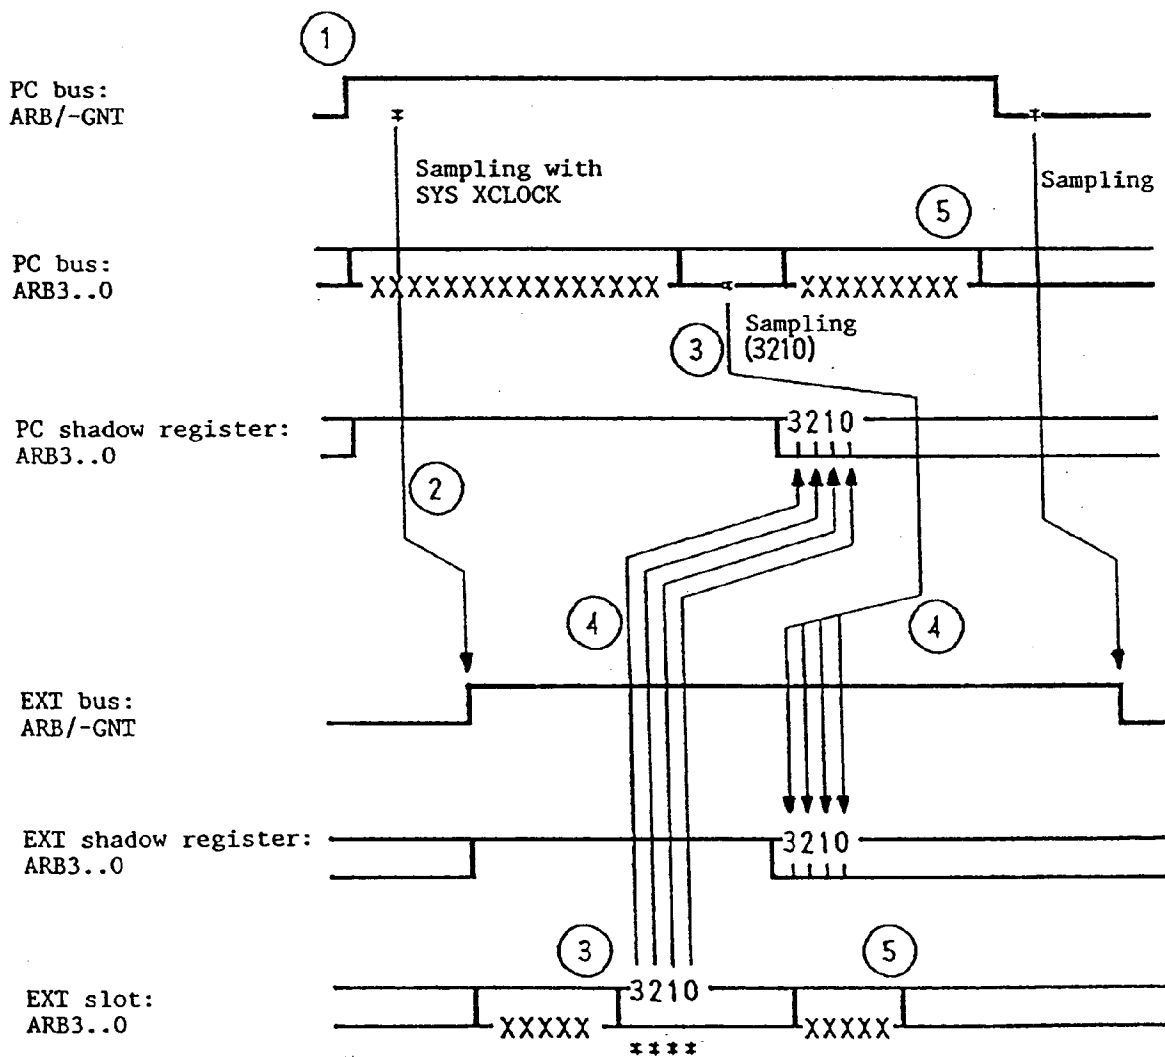 1
PC bus:
ARB/-GNT
Sampling with
SYS XCLOCK
Sampling
5
PC bus:
ARB3..0
XXXXXXXXXXXXXXXX
XXXXXXXXX
3
Sampling
(3210)
PC shadow register:
ARB3..0
3210
2
4
4
EXT bus:
ARB/-GNT
EXT shadow register:
ARB3..0
3210
3
5
EXT slot:
ARB3..0
3210
XXXXX
XXXXX